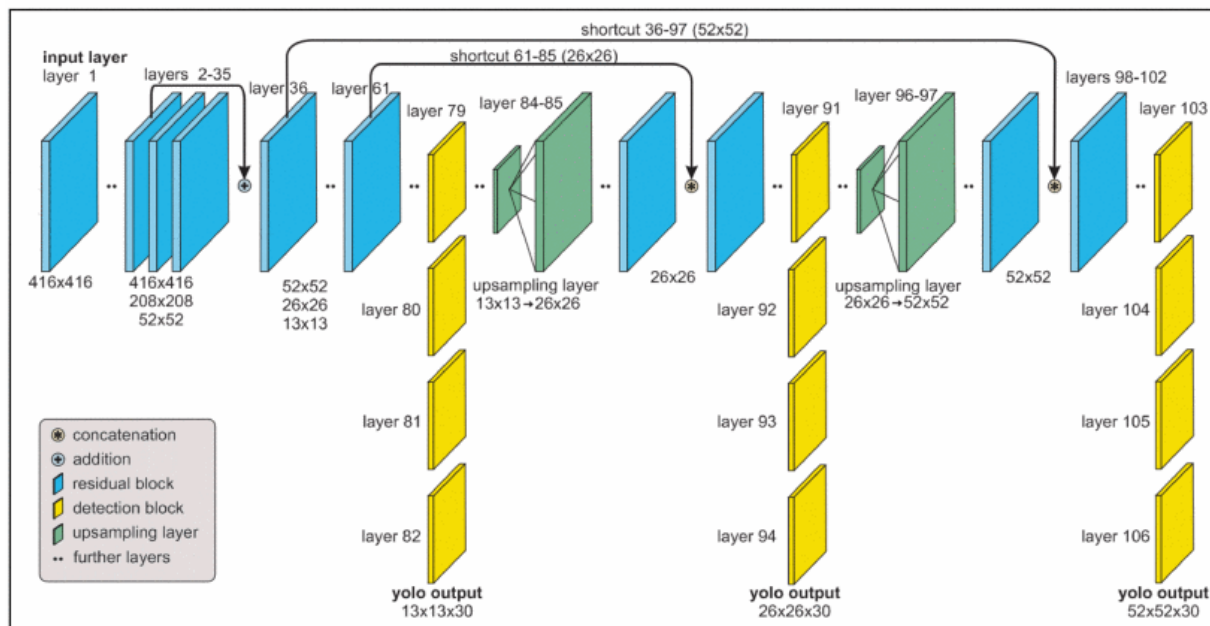 shortcut 36-97 (52x52)
shortcut 61-85 (26x26)
input layer
layer 1
layers 2-35
layer 36
layer 61
layer 79
layer 84-85
layer 91
layer 96-97
layers 98-102
layer 103
416x416
416x416
208x208
52x52
52x52
26x26
13x13
upsampling layer
13x13→26x26
26x26
upsampling layer
26x26→52x52
52x52
layer 80
layer 92
layer 104
layer 81
layer 93
layer 105
layer 82
layer 94
layer 106
concatenation
addition
residual block
detection block
upsampling layer
further layers
yolo output
13x13x30
yolo output
26x26x30
yolo output
52x52x30